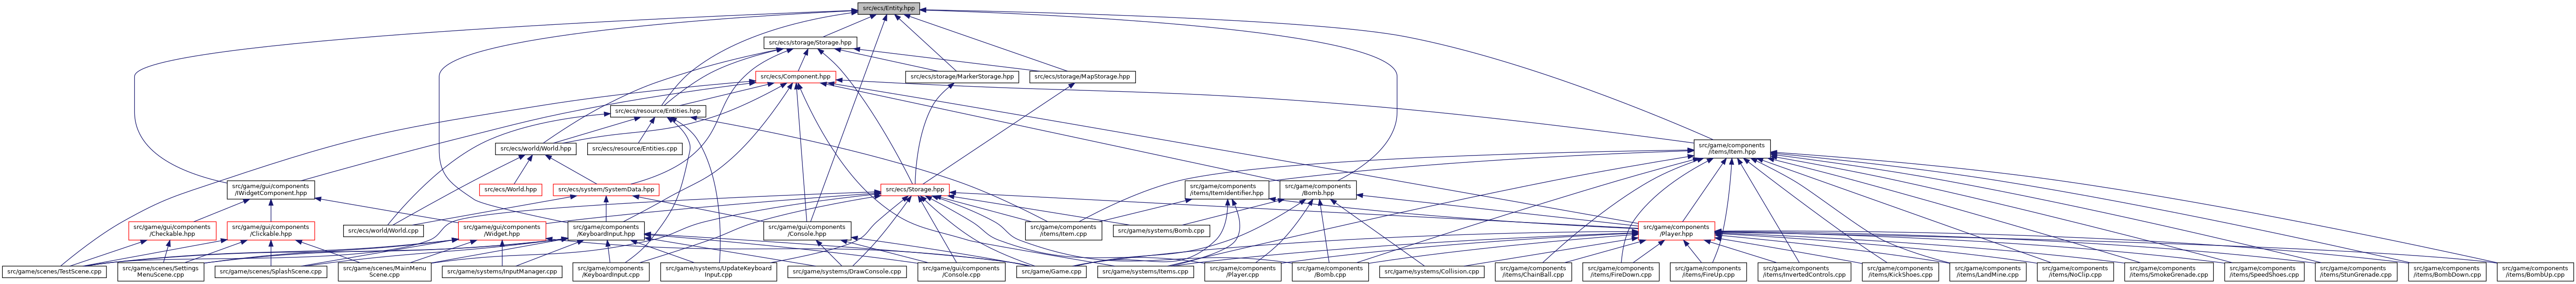 src/ecs/Entity.hpp
src/ecs/storage/Storage.hpp
src/ecs/Component.hpp
src/ecs/storage/MarkerStorage.hpp
src/ecs/storage/MapStorage.hpp
src/ecs/resource/Entities.hpp
src/ecs/world/World.hpp
src/ecs/resource/Entities.cpp
src/game/components
/items/Item.hpp
src/game/gui/components
/IWidgetComponent.hpp
src/ecs/World.hpp
src/ecs/system/SystemData.hpp
src/ecs/Storage.hpp
src/game/components
/items/ItemIdentifier.hpp
src/game/components
/Bomb.hpp
src/game/gui/components
/Checkable.hpp
src/game/gui/components
/Clickable.hpp
src/ecs/world/World.cpp
src/game/gui/components
/Widget.hpp
src/game/components
/KeyboardInput.hpp
src/game/gui/components
/Console.hpp
src/game/components
/items/Item.cpp
src/game/systems/Bomb.cpp
src/game/components
/Player.hpp
src/game/scenes/TestScene.cpp
src/game/scenes/Settings
MenuScene.cpp
src/game/scenes/SplashScene.cpp
src/game/scenes/MainMenu
Scene.cpp
src/game/systems/InputManager.cpp
src/game/components
/KeyboardInput.cpp
src/game/systems/UpdateKeyboard
Input.cpp
src/game/systems/DrawConsole.cpp
src/game/gui/components
/Console.cpp
src/game/Game.cpp
src/game/systems/Items.cpp
src/game/components
/Player.cpp
src/game/components
/Bomb.cpp
src/game/systems/Collision.cpp
src/game/components
/items/ChainBall.cpp
src/game/components
/items/FireDown.cpp
src/game/components
/items/FireUp.cpp
src/game/components
/items/InvertedControls.cpp
src/game/components
/items/KickShoes.cpp
src/game/components
/items/LandMine.cpp
src/game/components
/items/NoClip.cpp
src/game/components
/items/SmokeGrenade.cpp
src/game/components
/items/SpeedShoes.cpp
src/game/components
/items/StunGrenade.cpp
src/game/components
/items/BombDown.cpp
src/game/components
/items/BombUp.cpp